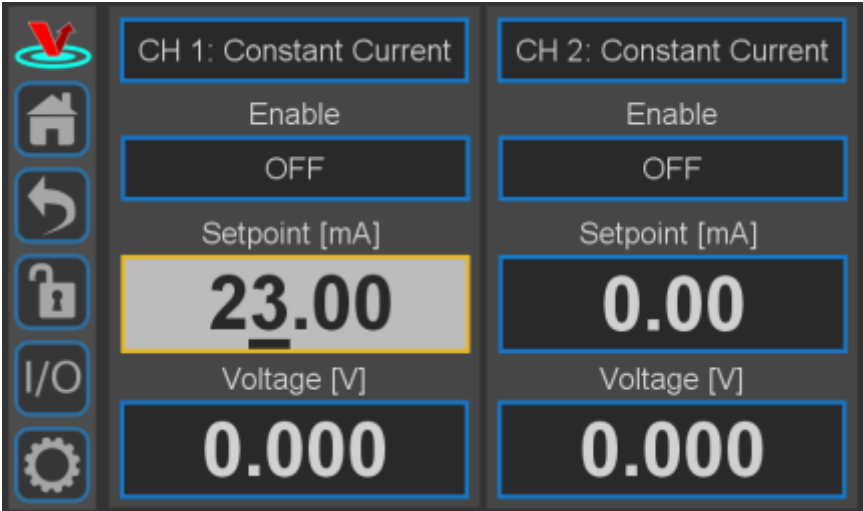 CH 1: Constant Current
Enable
OFF
Setpoint [mA]
23.00
Voltage [V]
0.000
CH 2: Constant Current
Enable
OFF
Setpoint [mA]
0.00
Voltage [V]
0.000
I/O